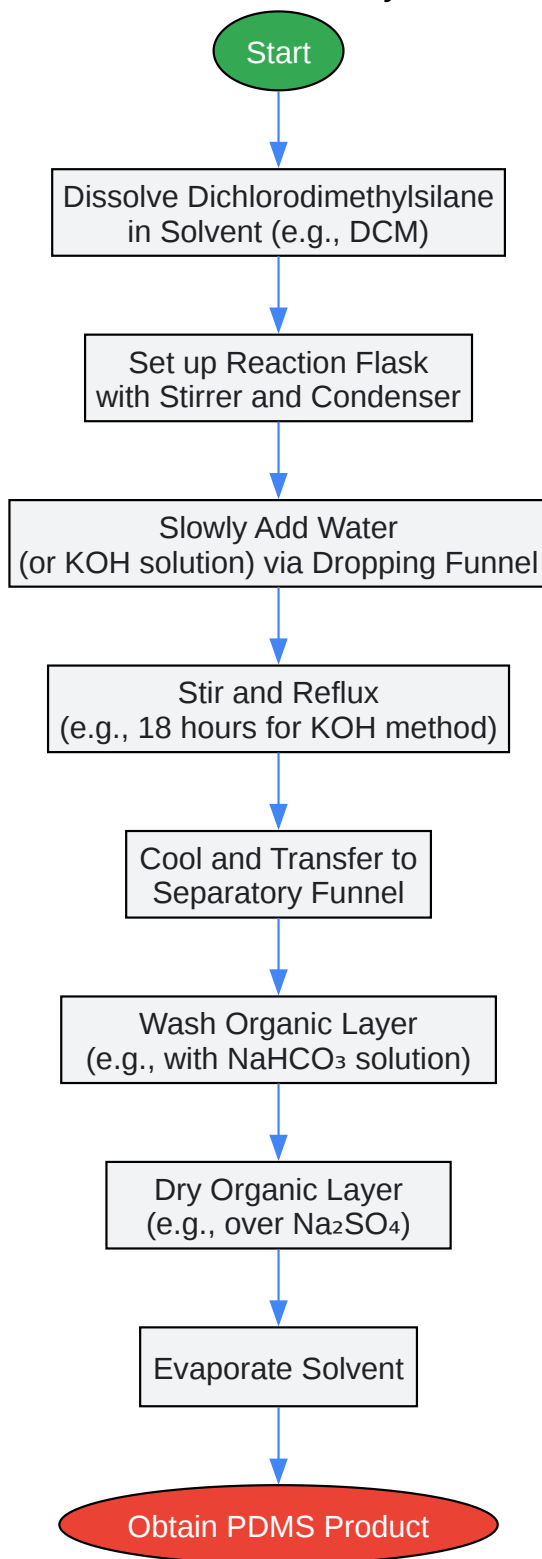 Start
Dissolve Dichlorodimethylsilane
in Solvent (e.g., DCM)
Set up Reaction Flask
with Stirrer and Condenser
Slowly Add Water
(or KOH solution) via Dropping Funnel
Stir and Reflux
(e.g., 18 hours for KOH method)
Cool and Transfer to
Separatory Funnel
Wash Organic Layer
(e.g., with NaHCO₃ solution)
Dry Organic Layer
(e.g., over Na₂SO₄)
Evaporate Solvent
Obtain PDMS Product